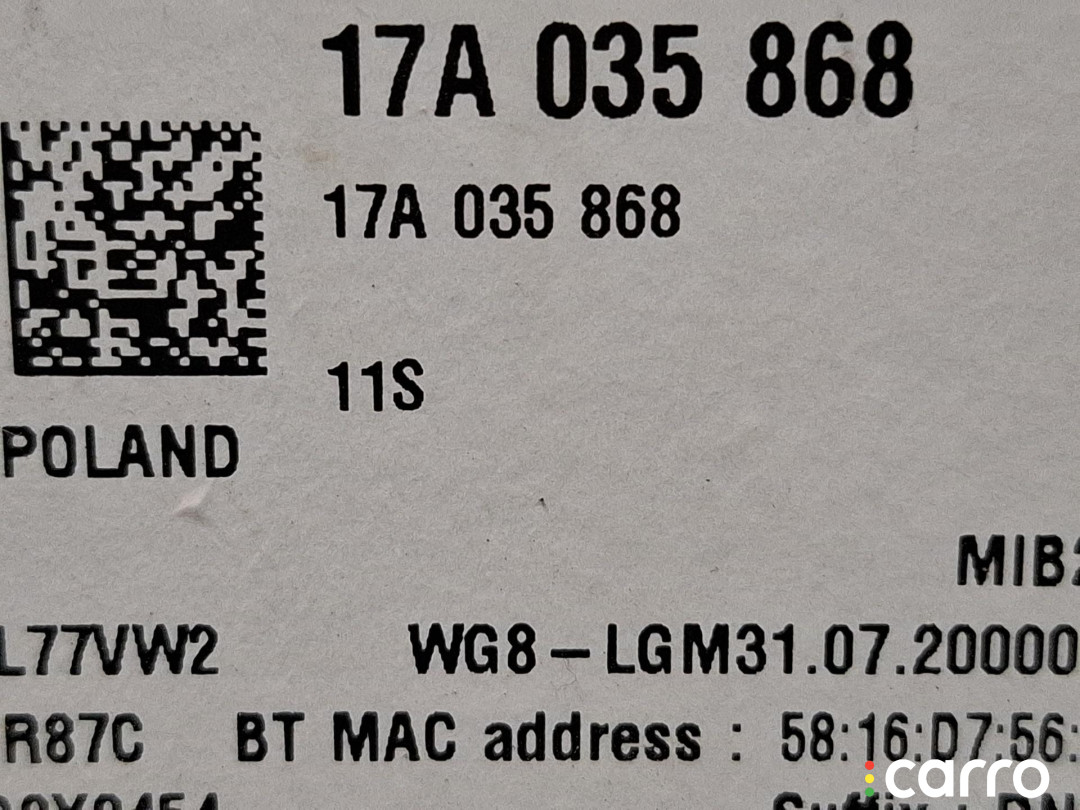 17A 035 868
17A 035 868
11S
POLAND
MIB2
L77VW2 WG8-LGM31.07.20000
R87C BT MAC address : 58:16:D7:56:
carro